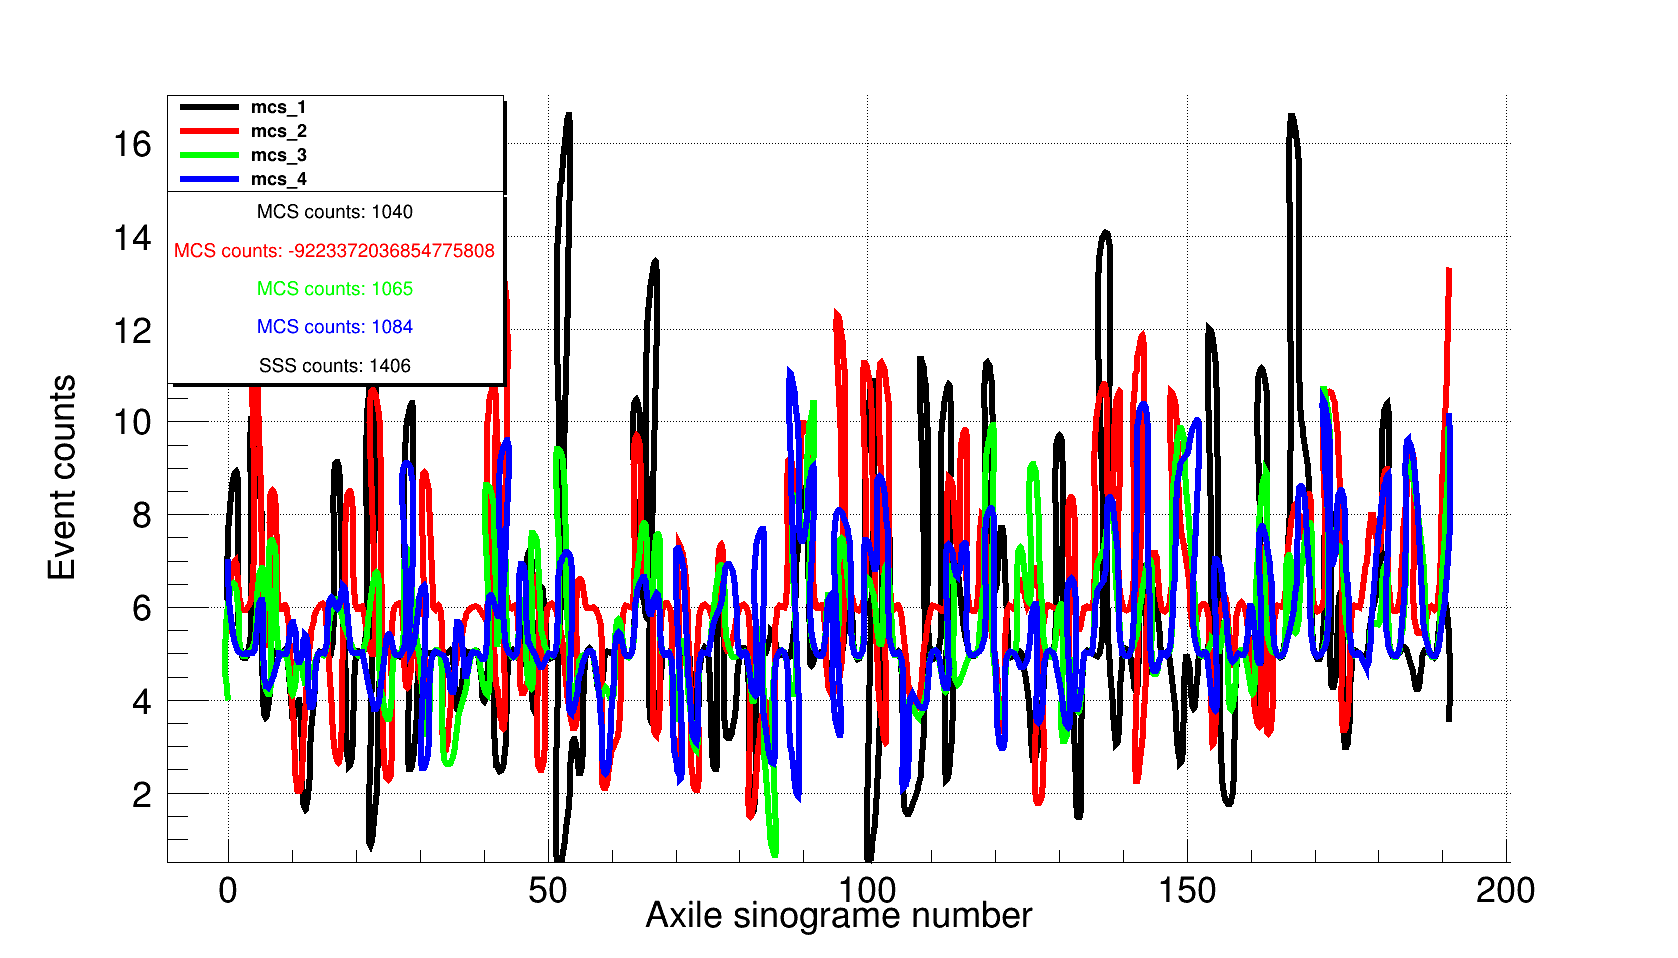 mcs_1
mcs_2
mcs_3
mcs_4
MCS counts: 1040
MCS counts: -9223372036854775808
MCS counts: 1065
MCS counts: 1084
SSS counts: 1406
Event counts
16
14
12
10
8
6
4
2
0 50 100 150 200
Axile sinograme number